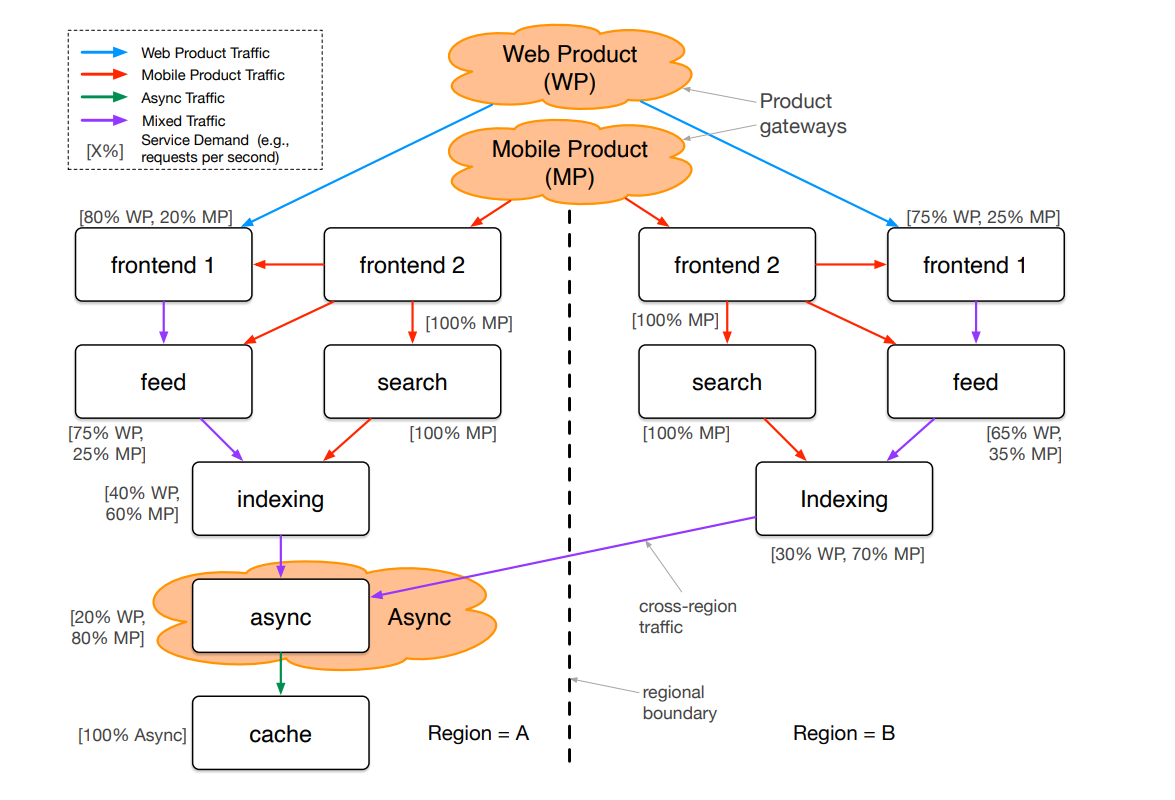 Web Product Traffic
Mobile Product Traffic
Async Traffic
Mixed Traffic
[X%]
Service Demand (e.g.,
requests per second)
Web Product
(WP)
Mobile Product
(MP)
Product
gateways
[80% WP, 20% MP]
[75% WP, 25% MP]
frontend 1
frontend 2
frontend 2
frontend 1
[100% MP]
[100% MP]
feed
search
search
feed
[75% WP,
25% MP]
[100% MP]
[100% MP]
[65% WP,
35% MP]
[40% WP,
60% MP]
indexing
Indexing
[30% WP, 70% MP]
[20% WP,
80% MP]
async
Async
cross-region
traffic
regional
boundary
[100% Async]
cache
Region = A
Region = B